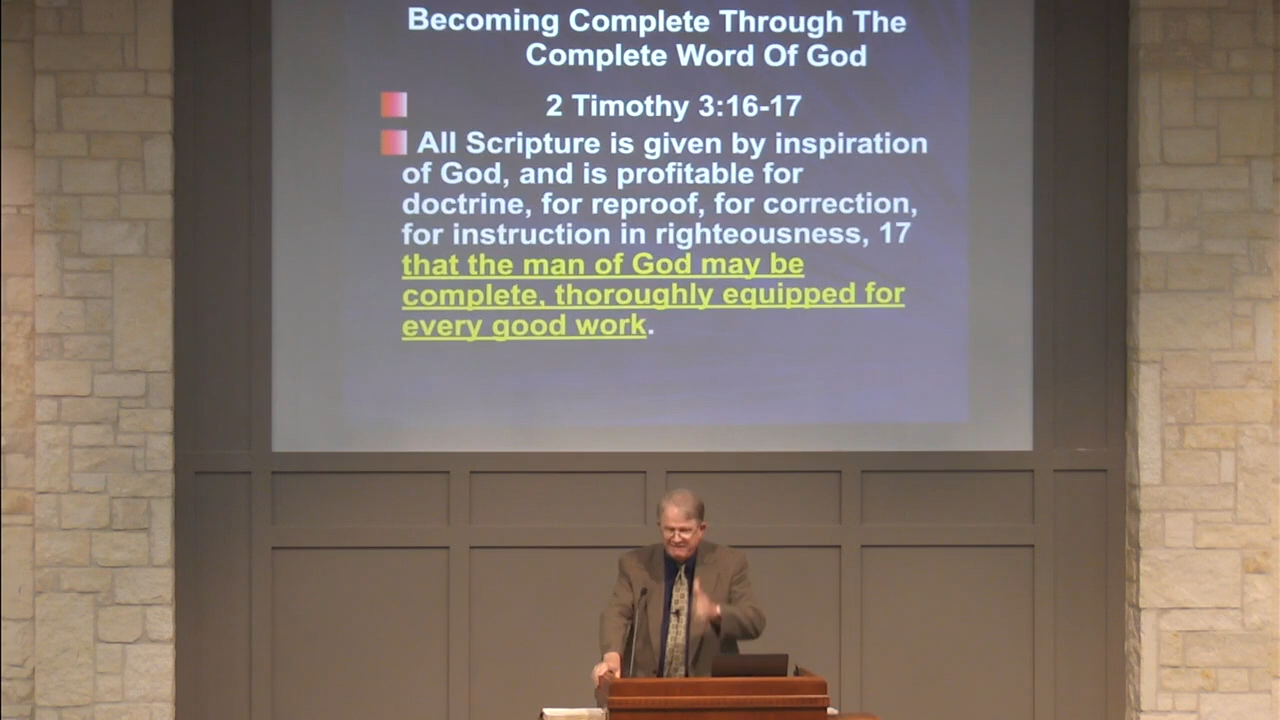 Becoming Complete Through The
Complete Word Of God
2 Timothy 3:16-17
All Scripture is given by inspiration
of God, and is profitable for
doctrine, for reproof, for correction,
for instruction in righteousness, 17
that the man of God may be
complete, thoroughly equipped for
every good work.